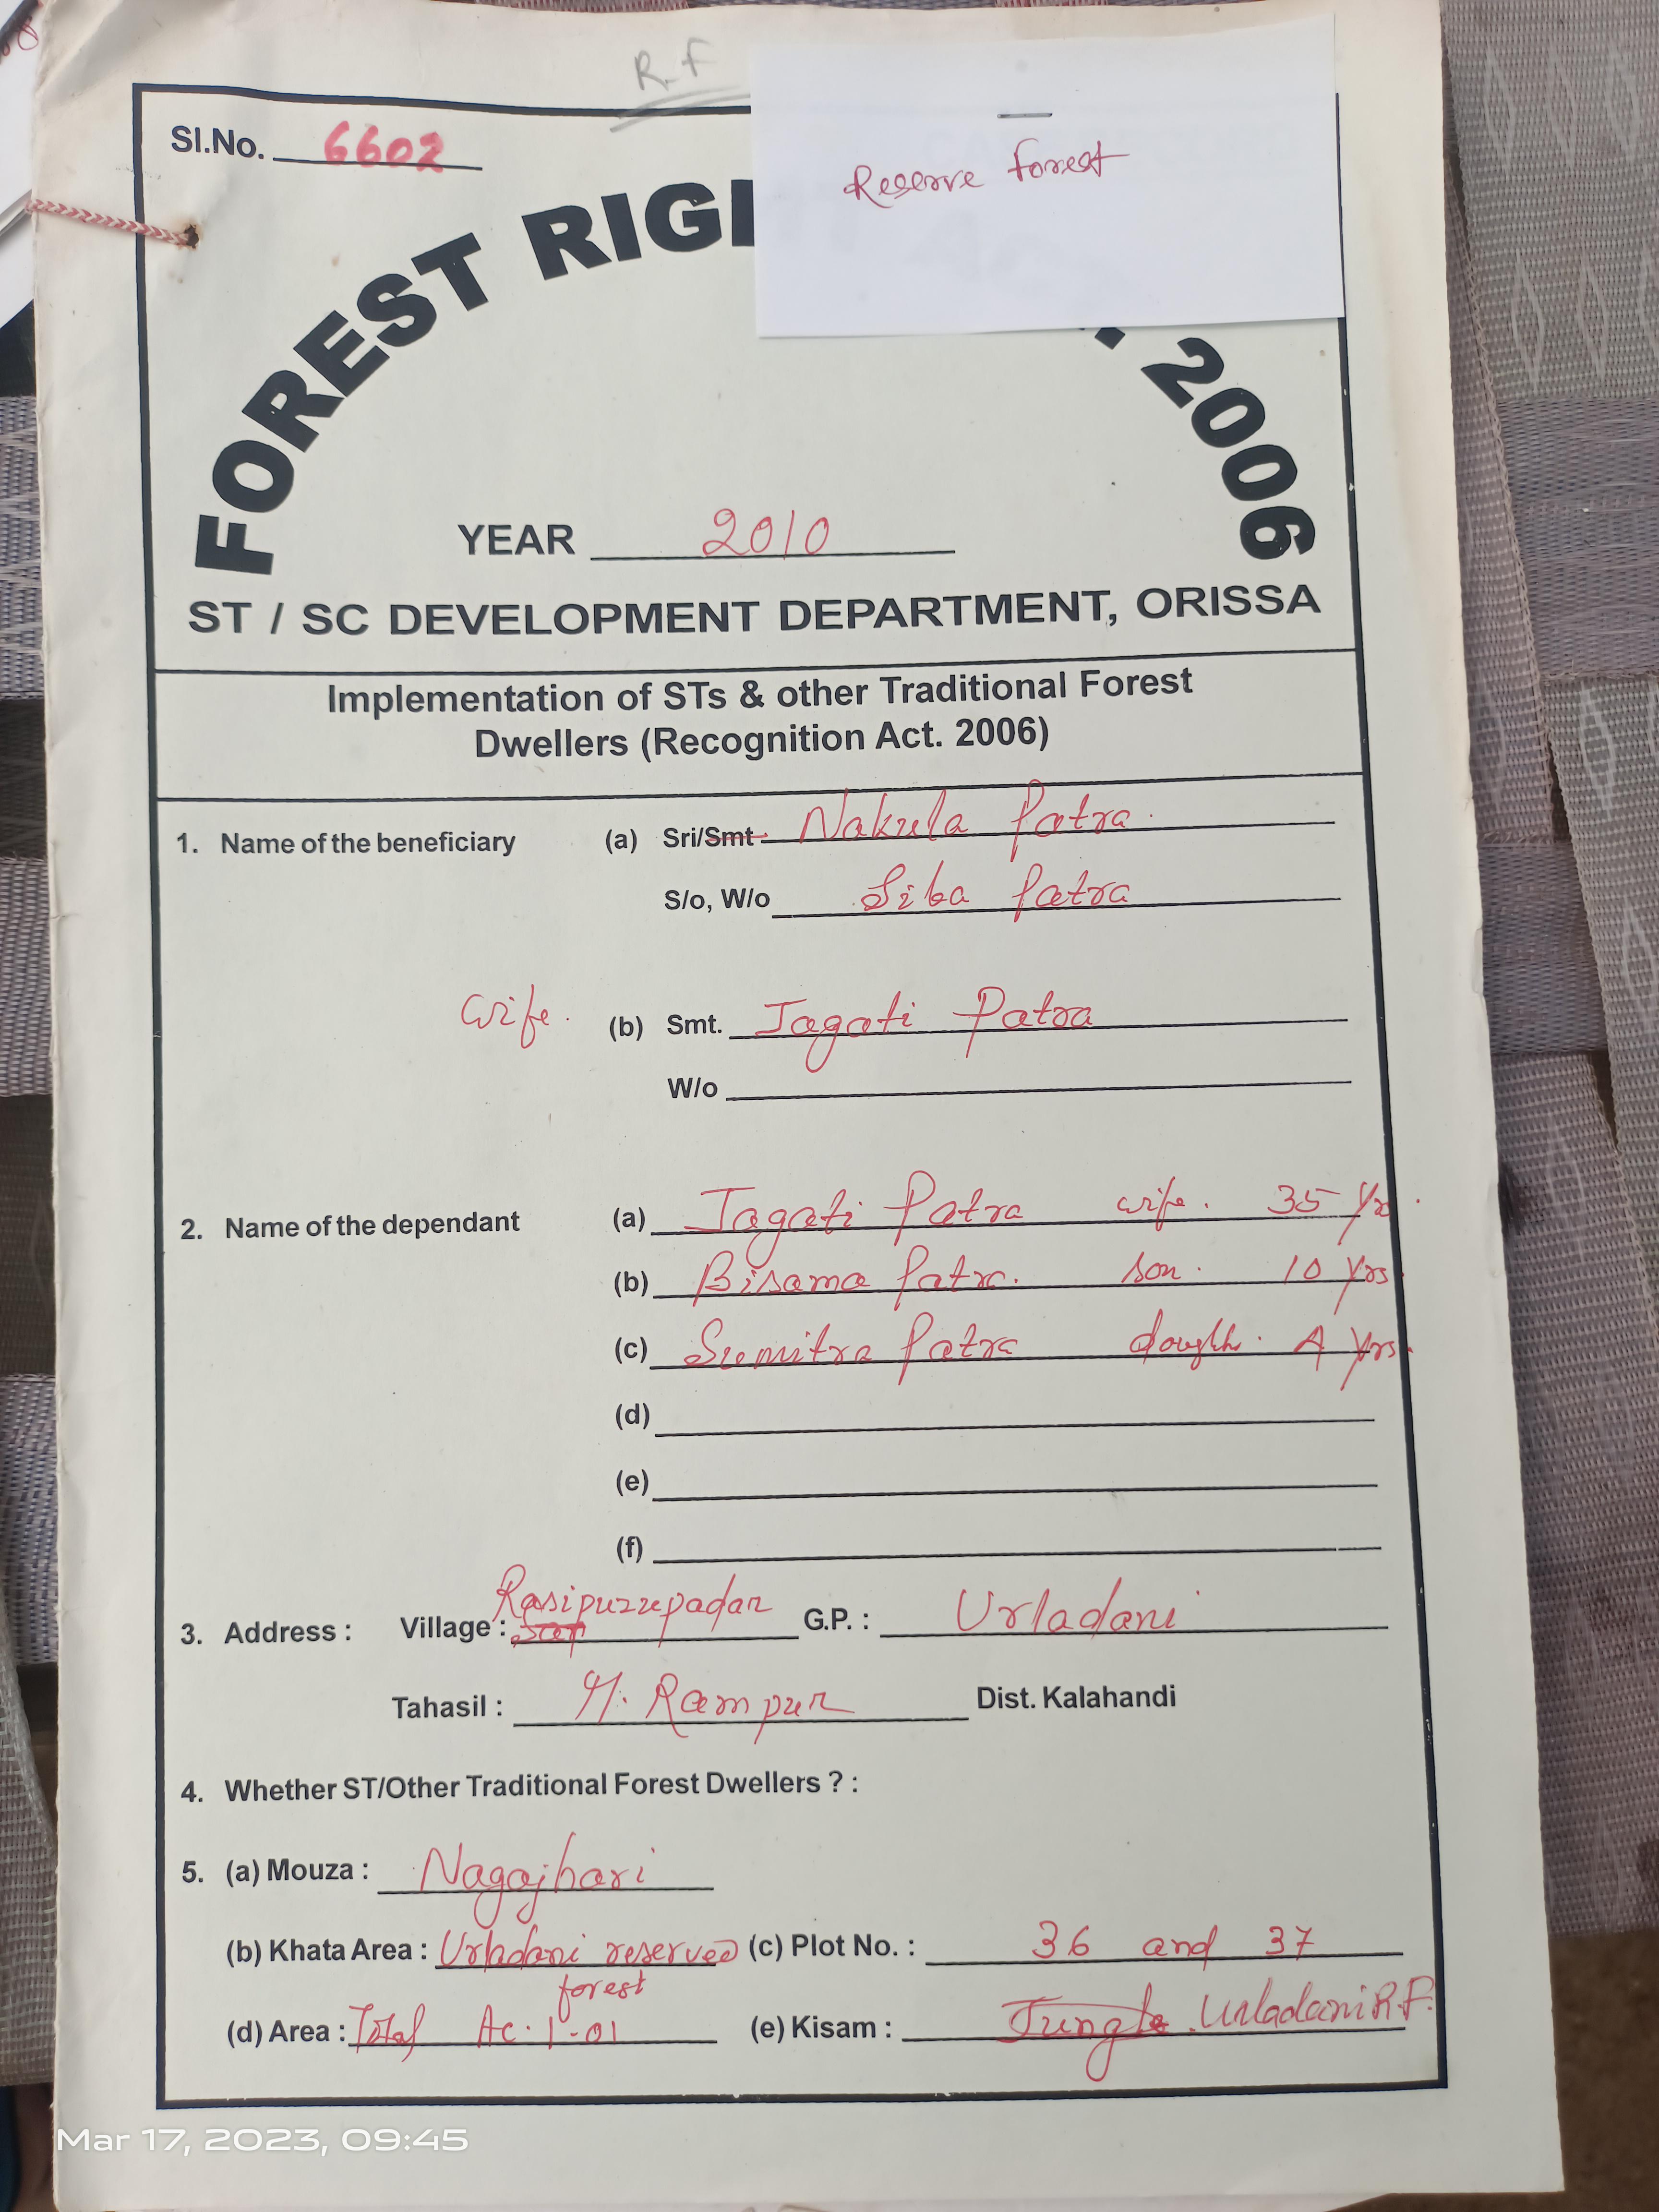 R.F
Reserve forest
Sl.No. 6602
FOREST RIGH 2006
YEAR 2010
ST / SC DEVELOPMENT DEPARTMENT, ORISSA
Implementation of STs & other Traditional Forest
Dwellers (Recognition Act. 2006)
1. Name of the beneficiary (a) Sri/Smt. Nakula Patra.
S/o, W/o Siba Patra
wife. (b) Smt. Jagati Patra
W/o
2. Name of the dependant (a) Jagati Patra wife. 35 Yrs.
(b) Bisama Patra. son. 10 Yrs
(c) Sumitra Patra daugh. 4 Yrs.
(d)
(e)
(f)
3. Address : Village : Rasipuzzupadar G.P. : Urladani
Tahasil : M. Rampur Dist. Kalahandi
4. Whether ST/Other Traditional Forest Dwellers ? :
5. (a) Mouza : Nagajhari
(b) Khata Area : Urladani reserved forest (c) Plot No. : 36 and 37
(d) Area : Total Ac. 1-01 (e) Kisam : Jungle Urladani R.F.
Mar 17, 2023, 09:45